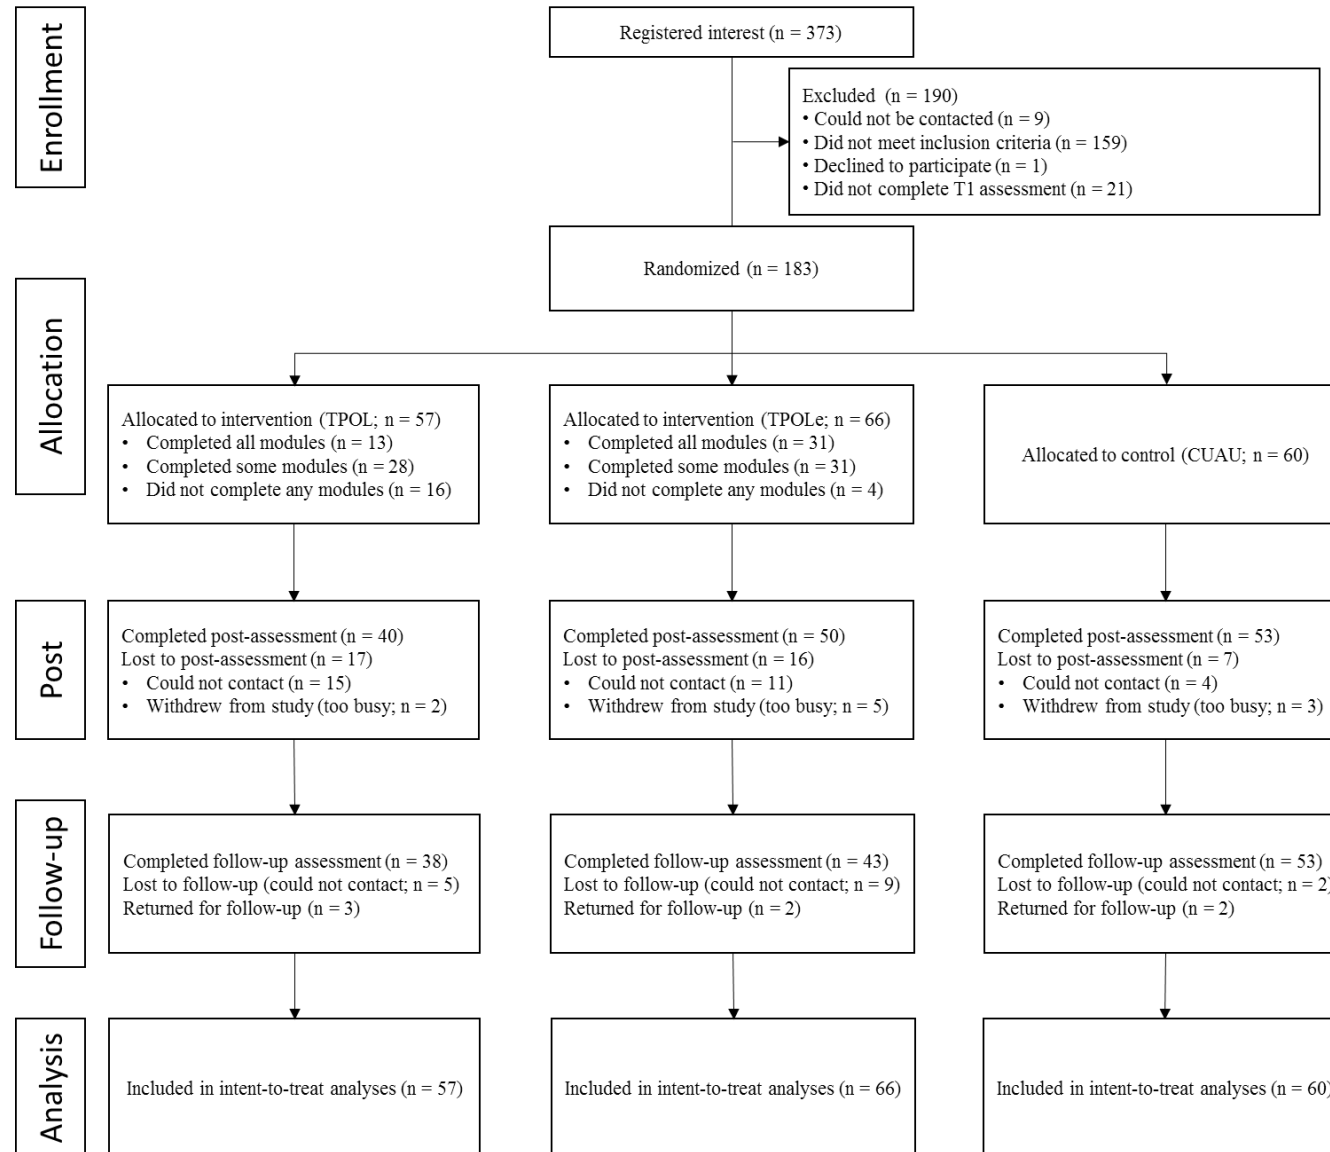 Enrollment
Registered interest (n = 373)
Excluded (n = 190)
• Could not be contacted (n = 9)
• Did not meet inclusion criteria (n = 159)
• Declined to participate (n = 1)
• Did not complete T1 assessment (n = 21)
Randomized (n = 183)
Allocation
Allocated to intervention (TPOL; n = 57)
• Completed all modules (n = 13)
• Completed some modules (n = 28)
• Did not complete any modules (n = 16)
Allocated to intervention (TPOLe; n = 66)
• Completed all modules (n = 31)
• Completed some modules (n = 31)
• Did not complete any modules (n = 4)
Allocated to control (CUAU; n = 60)
Post
Completed post-assessment (n = 40)
Lost to post-assessment (n = 17)
• Could not contact (n = 15)
• Withdrew from study (too busy; n = 2)
Completed post-assessment (n = 50)
Lost to post-assessment (n = 16)
• Could not contact (n = 11)
• Withdrew from study (too busy; n = 5)
Completed post-assessment (n = 53)
Lost to post-assessment (n = 7)
• Could not contact (n = 4)
• Withdrew from study (too busy; n = 3)
Follow-up
Completed follow-up assessment (n = 38)
Lost to follow-up (could not contact; n = 5)
Returned for follow-up (n = 3)
Completed follow-up assessment (n = 43)
Lost to follow-up (could not contact; n = 9)
Returned for follow-up (n = 2)
Completed follow-up assessment (n = 53)
Lost to follow-up (could not contact; n = 2)
Returned for follow-up (n = 2)
Analysis
Included in intent-to-treat analyses (n = 57)
Included in intent-to-treat analyses (n = 66)
Included in intent-to-treat analyses (n = 60)